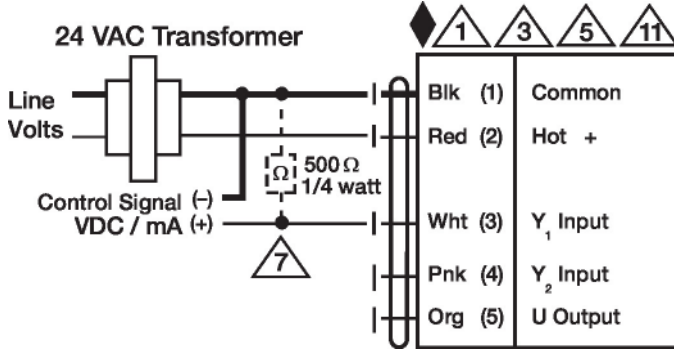 24 VAC Transformer
1 3 5 11
Line
Volts
Blk (1) Common
Red (2) Hot +
Ω 500 Ω
1/4 watt
Control Signal (–)
VDC / mA (+)
7
Wht (3) Y1 Input
Pnk (4) Y2 Input
Org (5) U Output